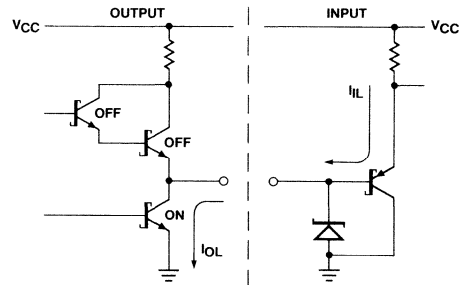 OUTPUT
INPUT
VCC
VCC
OFF
IIL
OFF
ON
IOL